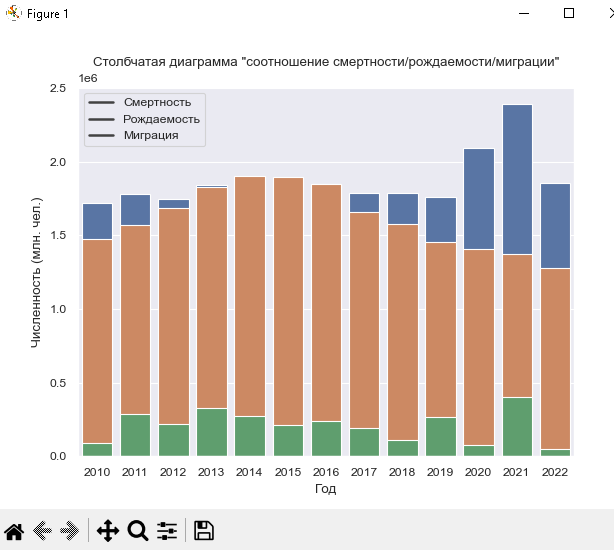 Figure 1
Столбчатая диаграмма "соотношение смертности/рождаемости/миграции"
1e6
2.5
2.0
1.5
1.0
0.5
0.0
Численность (млн. чел.)
Смертность
Рождаемость
Миграция
2010 2011 2012 2013 2014 2015 2016 2017 2018 2019 2020 2021 2022
Год